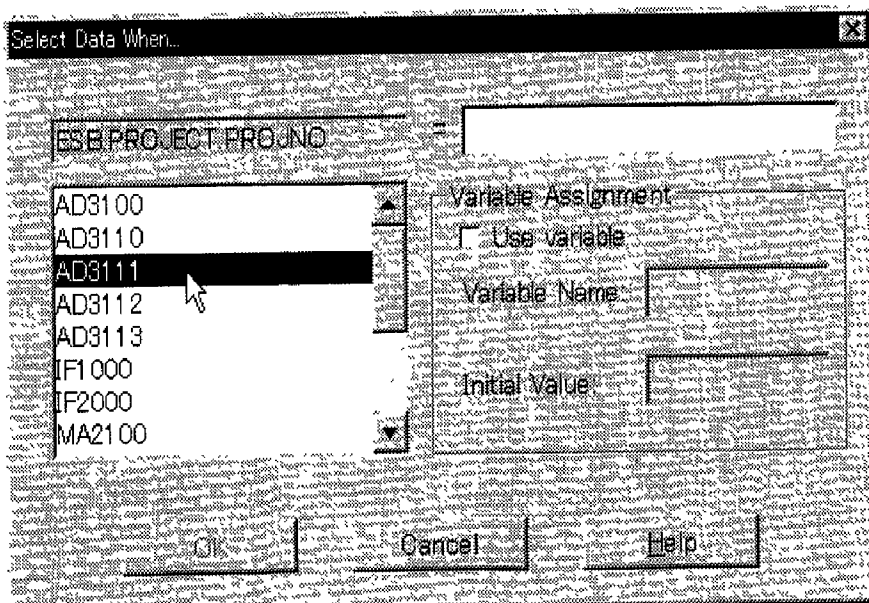 Select Data When...
ESB.PROJECT.PROJNO =
AD3100
AD3110
AD3111
AD3112
AD3113
IF1000
IF2000
MA2100
Variable Assignment
Use variable
Variable Name:
Initial Value:
Cancel
Help